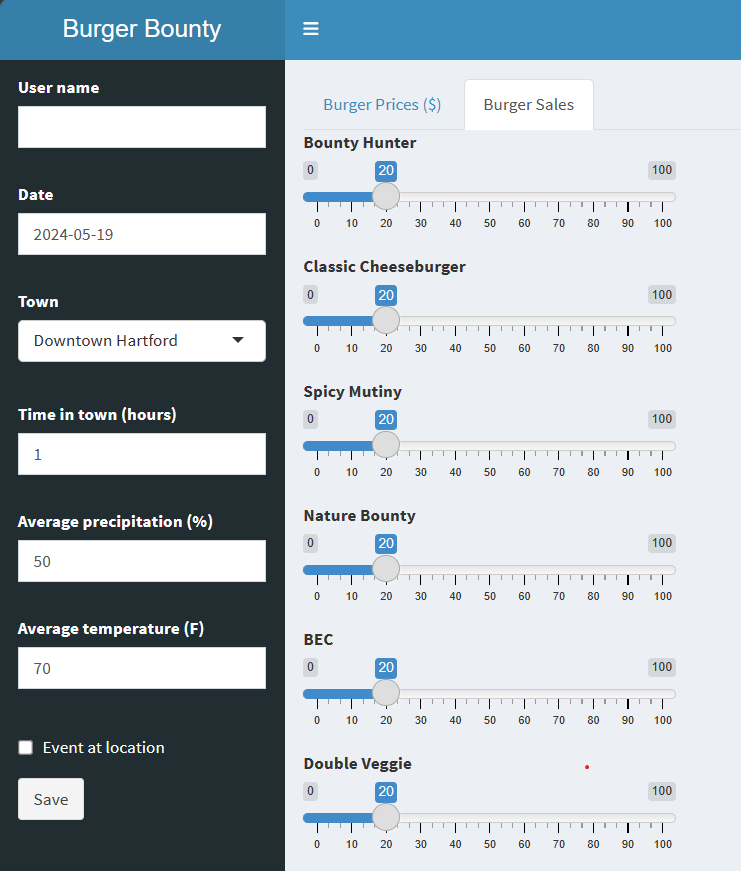 Burger Bounty
User name
Date
2024-05-19
Town
Downtown Hartford
Time in town (hours)
1
Average precipitation (%)
50
Average temperature (F)
70
Event at location
Save
Burger Prices ($) Burger Sales
Bounty Hunter
0 20 100
0 10 20 30 40 50 60 70 80 90 100
Classic Cheeseburger
0 20 100
0 10 20 30 40 50 60 70 80 90 100
Spicy Mutiny
0 20 100
0 10 20 30 40 50 60 70 80 90 100
Nature Bounty
0 20 100
0 10 20 30 40 50 60 70 80 90 100
BEC
0 20 100
0 10 20 30 40 50 60 70 80 90 100
Double Veggie
0 20 100
0 10 20 30 40 50 60 70 80 90 100